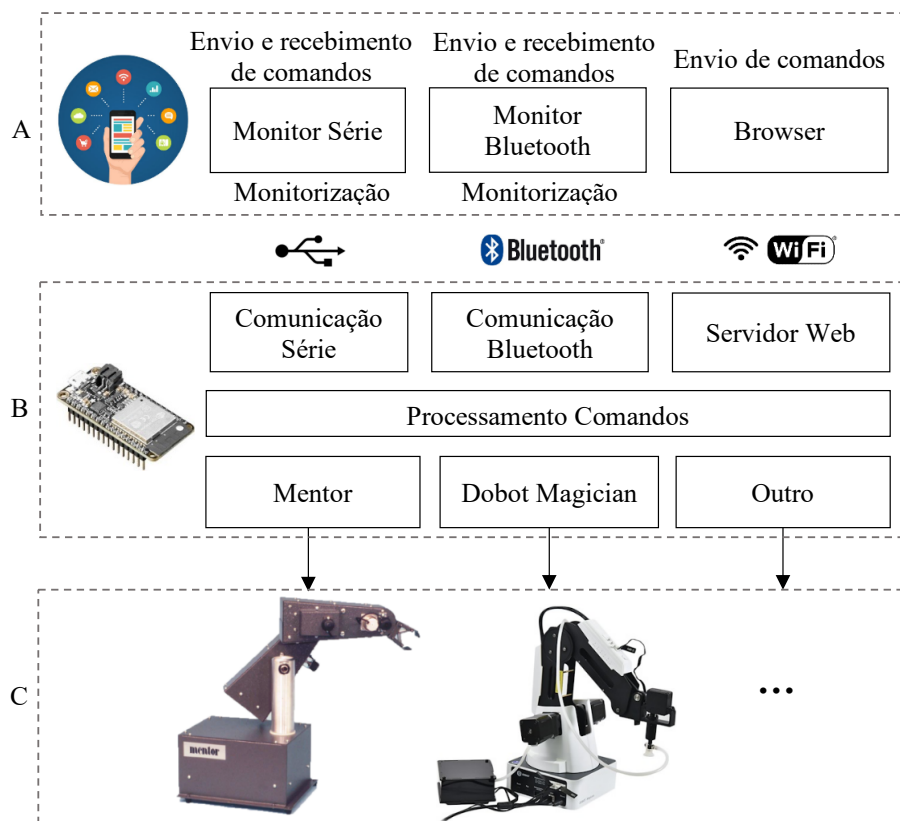 A
Envio e recebimento
de comandos
Monitor Série
Monitorização
Envio e recebimento
de comandos
Monitor
Bluetooth
Monitorização
Envio de comandos
Browser
Bluetooth®
WiFi®
B
Comunicação
Série
Comunicação
Bluetooth
Servidor Web
Processamento Comandos
Mentor
Dobot Magician
Outro
C
mentor
...